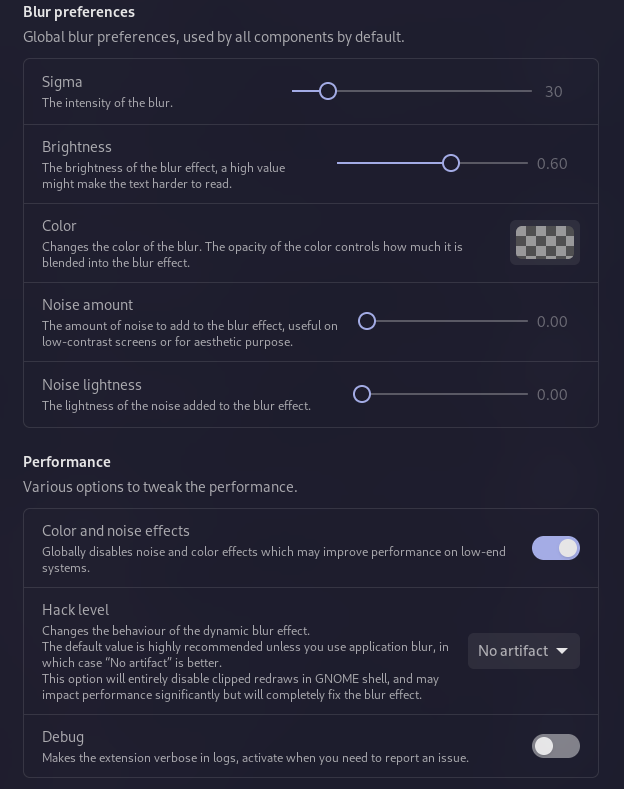 Blur preferences
Global blur preferences, used by all components by default.
Sigma
The intensity of the blur.
30
Brightness
The brightness of the blur effect, a high value
might make the text harder to read.
0.60
Color
Changes the color of the blur. The opacity of the color controls how much it is
blended into the blur effect.
Noise amount
The amount of noise to add to the blur effect, useful on
low-contrast screens or for aesthetic purpose.
0.00
Noise lightness
The lightness of the noise added to the blur effect.
0.00
Performance
Various options to tweak the performance.
Color and noise effects
Globally disables noise and color effects which may improve performance on low-end
systems.
Hack level
Changes the behaviour of the dynamic blur effect.
The default value is highly recommended unless you use application blur, in
which case “No artifact” is better.
This option will entirely disable clipped redraws in GNOME shell, and may
impact performance significantly but will completely fix the blur effect.
No artifact
Debug
Makes the extension verbose in logs, activate when you need to report an issue.